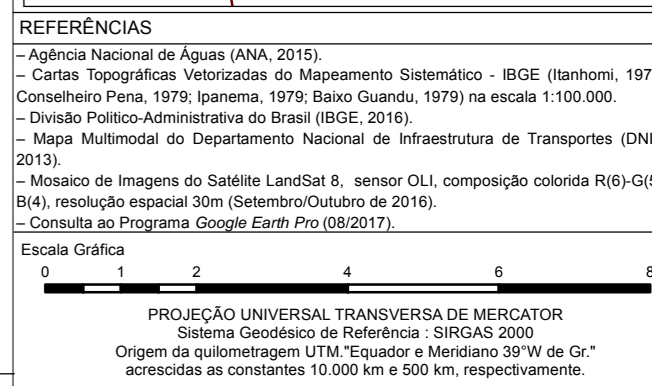 REFERÊNCIAS
– Agência Nacional de Águas (ANA, 2015).
– Cartas Topográficas Vetorizadas do Mapeamento Sistemático - IBGE (Itanhomi, 197
Conselheiro Pena, 1979; Ipanema, 1979; Baixo Guandu, 1979) na escala 1:100.000.
– Divisão Politico-Administrativa do Brasil (IBGE, 2016).
– Mapa Multimodal do Departamento Nacional de Infraestrutura de Transportes (DNI
2013).
– Mosaico de Imagens do Satélite LandSat 8, sensor OLI, composição colorida R(6)-G(5
B(4), resolução espacial 30m (Setembro/Outubro de 2016).
– Consulta ao Programa Google Earth Pro (08/2017).
Escala Gráfica
0 1 2 4 6 8
PROJEÇÃO UNIVERSAL TRANSVERSA DE MERCATOR
Sistema Geodésico de Referência : SIRGAS 2000
Origem da quilometragem UTM."Equador e Meridiano 39°W de Gr."
acrescidas as constantes 10.000 km e 500 km, respectivamente.